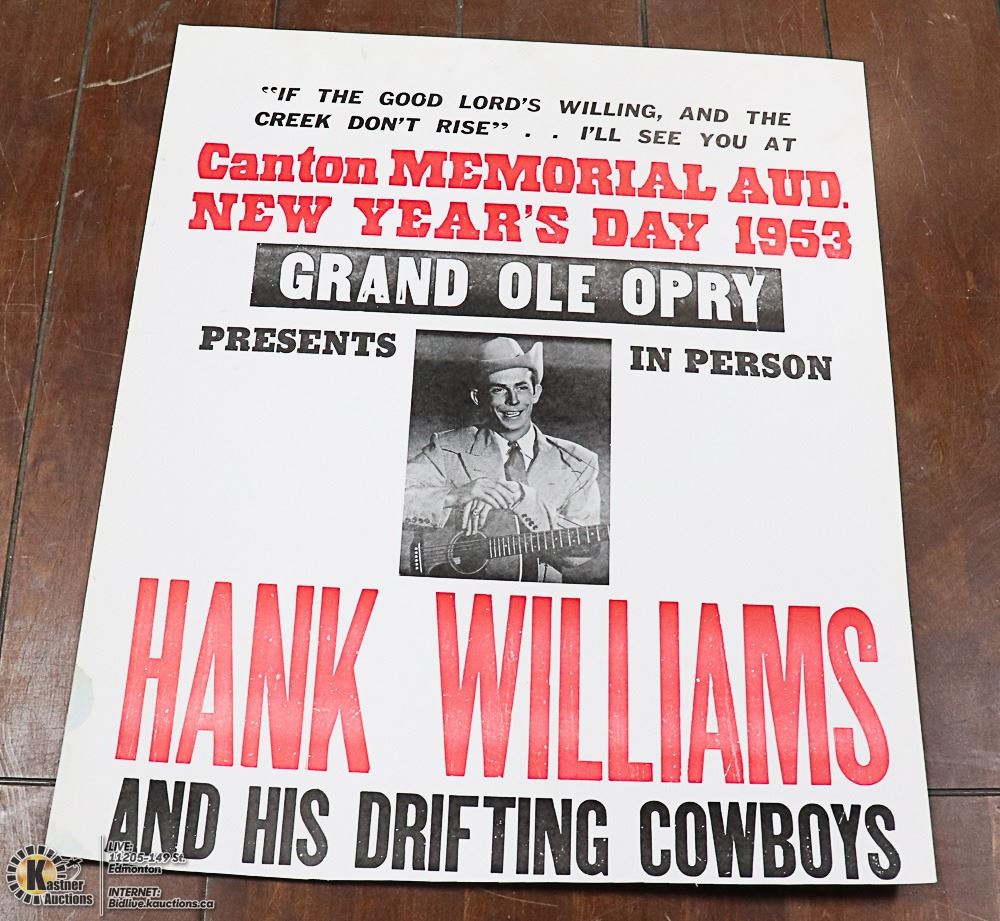 “IF THE GOOD LORD'S WILLING, AND THE
CREEK DON'T RISE” . . I'LL SEE YOU AT
Canton MEMORIAL AUD.
NEW YEAR'S DAY 1953
GRAND OLE OPRY
PRESENTS
IN PERSON
HANK WILLIAMS
AND HIS DRIFTING COWBOYS
Kastner
Auctions
LIVE:
11205-149 St.
Edmonton
INTERNET:
Bidlive.kauctions.ca